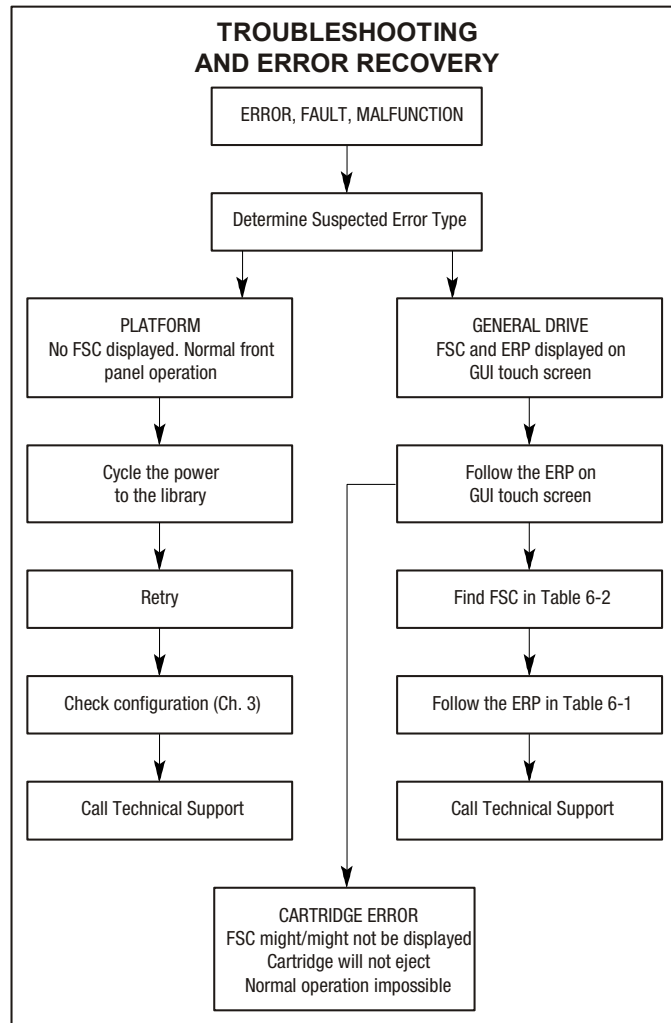 TROUBLESHOOTING
AND ERROR RECOVERY
ERROR, FAULT, MALFUNCTION
Determine Suspected Error Type
PLATFORM
No FSC displayed. Normal front
panel operation
GENERAL DRIVE
FSC and ERP displayed on
GUI touch screen
Cycle the power
to the library
Follow the ERP on
GUI touch screen
Retry
Find FSC in Table 6-2
Check configuration (Ch. 3)
Follow the ERP in Table 6-1
Call Technical Support
Call Technical Support
CARTRIDGE ERROR
FSC might/might not be displayed
Cartridge will not eject
Normal operation impossible